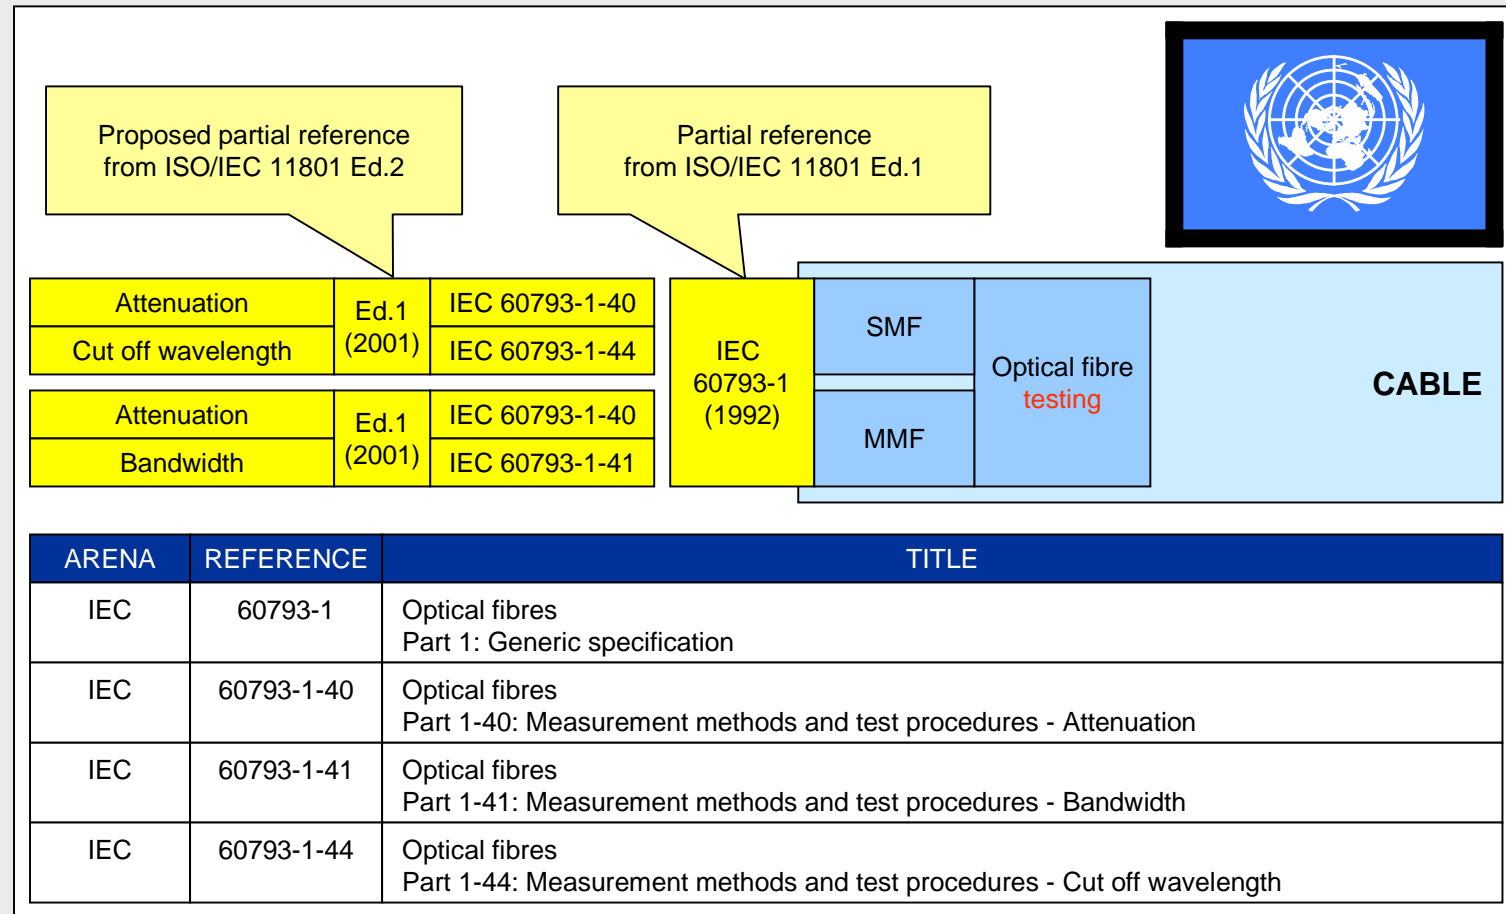 Proposed partial reference
from ISO/IEC 11801 Ed.2
Partial reference
from ISO/IEC 11801 Ed.1
Attenuation
Cut off wavelength
Ed.1
(2001)
IEC 60793-1-40
IEC 60793-1-44
Attenuation
Bandwidth
Ed.1
(2001)
IEC 60793-1-40
IEC 60793-1-41
IEC
60793-1
(1992)
SMF
MMF
Optical fibre
testing
CABLE
ARENA REFERENCE TITLE
IEC 60793-1 Optical fibres
Part 1: Generic specification
IEC 60793-1-40 Optical fibres
Part 1-40: Measurement methods and test procedures - Attenuation
IEC 60793-1-41 Optical fibres
Part 1-41: Measurement methods and test procedures - Bandwidth
IEC 60793-1-44 Optical fibres
Part 1-44: Measurement methods and test procedures - Cut off wavelength